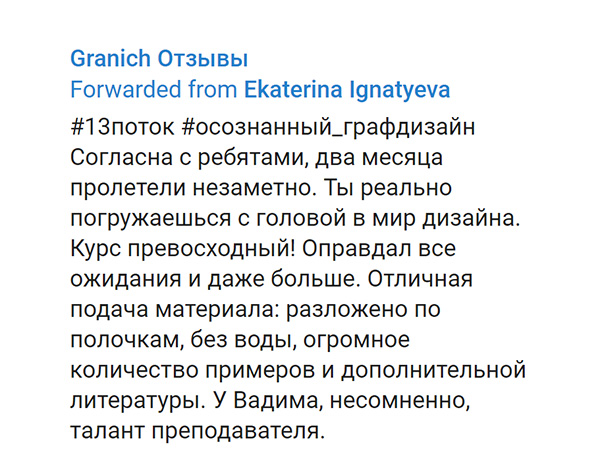 Granich Отзывы
Forwarded from Ekaterina Ignatyeva
#13поток #осознанный_графдизайн
Согласна с ребятами, два месяца
пролетели незаметно. Ты реально
погружаешься с головой в мир дизайна.
Курс превосходный! Оправдал все
ожидания и даже больше. Отличная
подача материала: разложено по
полочкам, без воды, огромное
количество примеров и дополнительной
литературы. У Вадима, несомненно,
талант преподавателя.